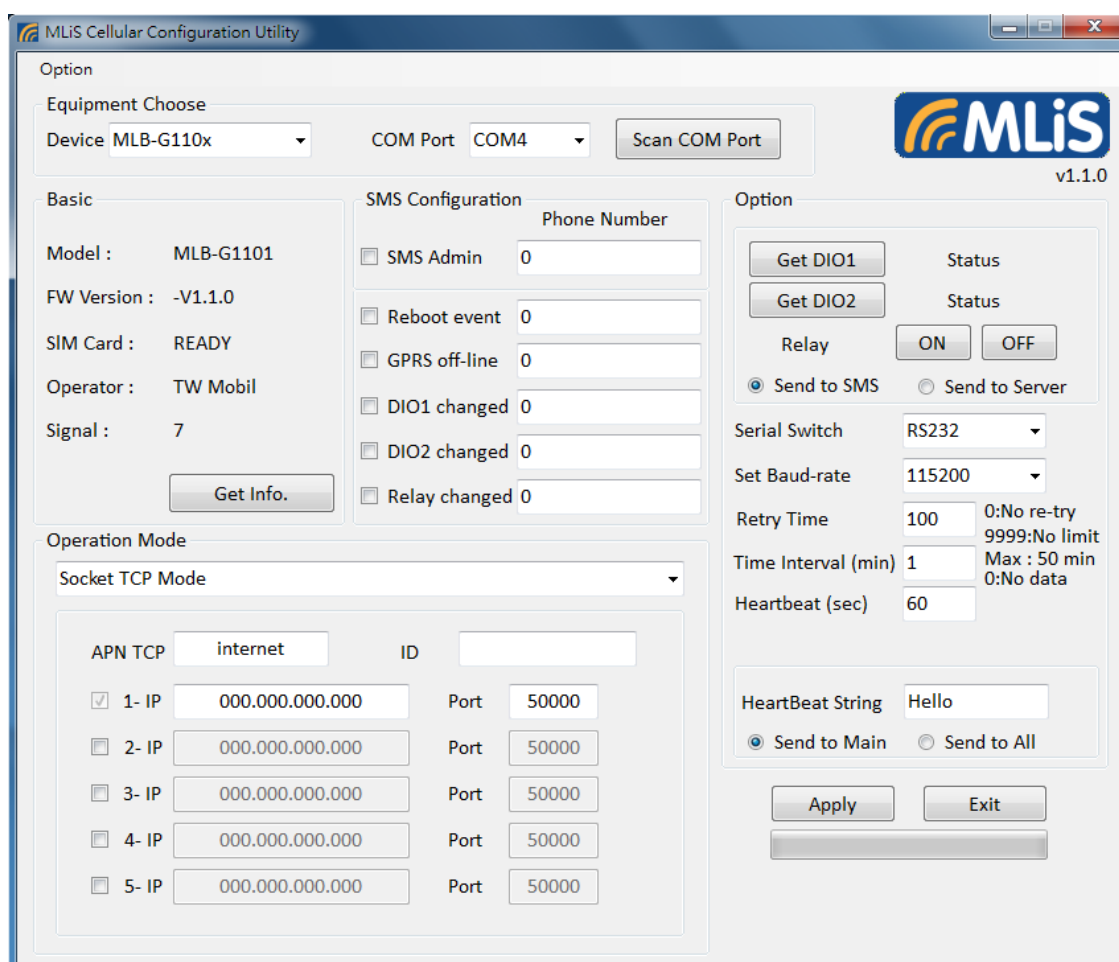 MLiS Cellular Configuration Utility
Option
Equipment Choose
Device MLB-G110x COM Port COM4 Scan COM Port
MLiS
v1.1.0
Basic
Model : MLB-G1101
FW Version : -V1.1.0
SIM Card : READY
Operator : TW Mobil
Signal : 7
Get Info.
SMS Configuration
Phone Number
SMS Admin 0
Reboot event 0
GPRS off-line 0
DIO1 changed 0
DIO2 changed 0
Relay changed 0
Option
Get DIO1 Status
Get DIO2 Status
Relay ON OFF
Send to SMS Send to Server
Serial Switch RS232
Set Baud-rate 115200
Retry Time 100 0:No re-try
9999:No limit
Time Interval (min) 1 Max : 50 min
0:No data
Heartbeat (sec) 60
HeartBeat String Hello
Send to Main Send to All
Apply Exit
Operation Mode
Socket TCP Mode
APN TCP internet ID
1- IP 000.000.000.000 Port 50000
2- IP 000.000.000.000 Port 50000
3- IP 000.000.000.000 Port 50000
4- IP 000.000.000.000 Port 50000
5- IP 000.000.000.000 Port 50000